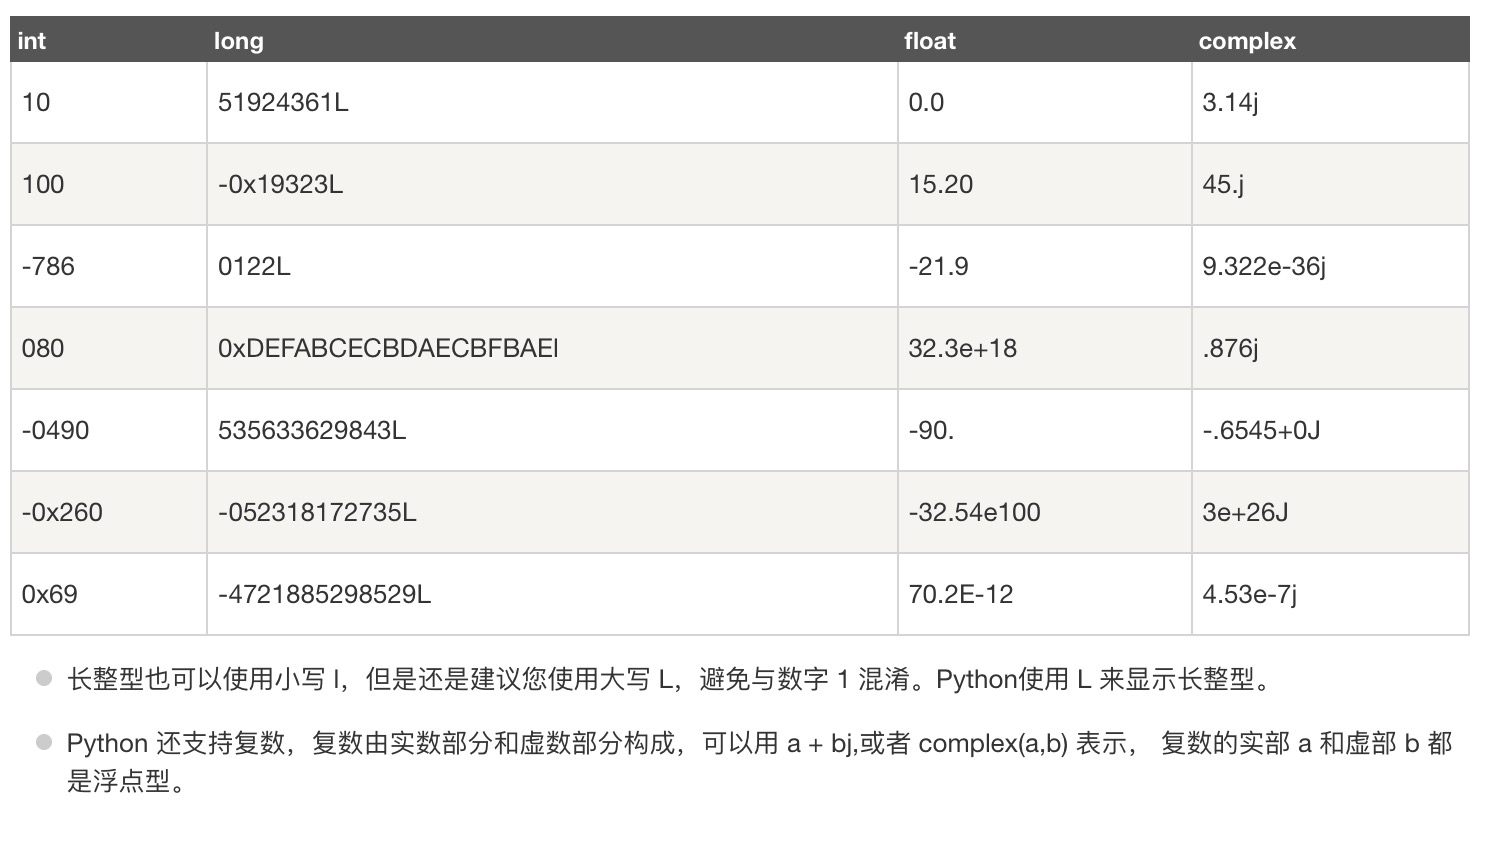 int long float complex
10 51924361L 0.0 3.14j
100 -0x19323L 15.20 45.j
-786 0122L -21.9 9.322e-36j
080 0xDEFABCECBDAECBFBAEl 32.3e+18 .876j
-0490 535633629843L -90. -.6545+0J
-0x260 -052318172735L -32.54e100 3e+26J
0x69 -4721885298529L 70.2E-12 4.53e-7j
长整型也可以使用小写 l，但是还是建议您使用大写 L，避免与数字 1 混淆。Python使用 L 来显示长整型。
Python 还支持复数，复数由实数部分和虚数部分构成，可以用 a + bj,或者 complex(a,b) 表示， 复数的实部 a 和虚部 b 都
是浮点型。